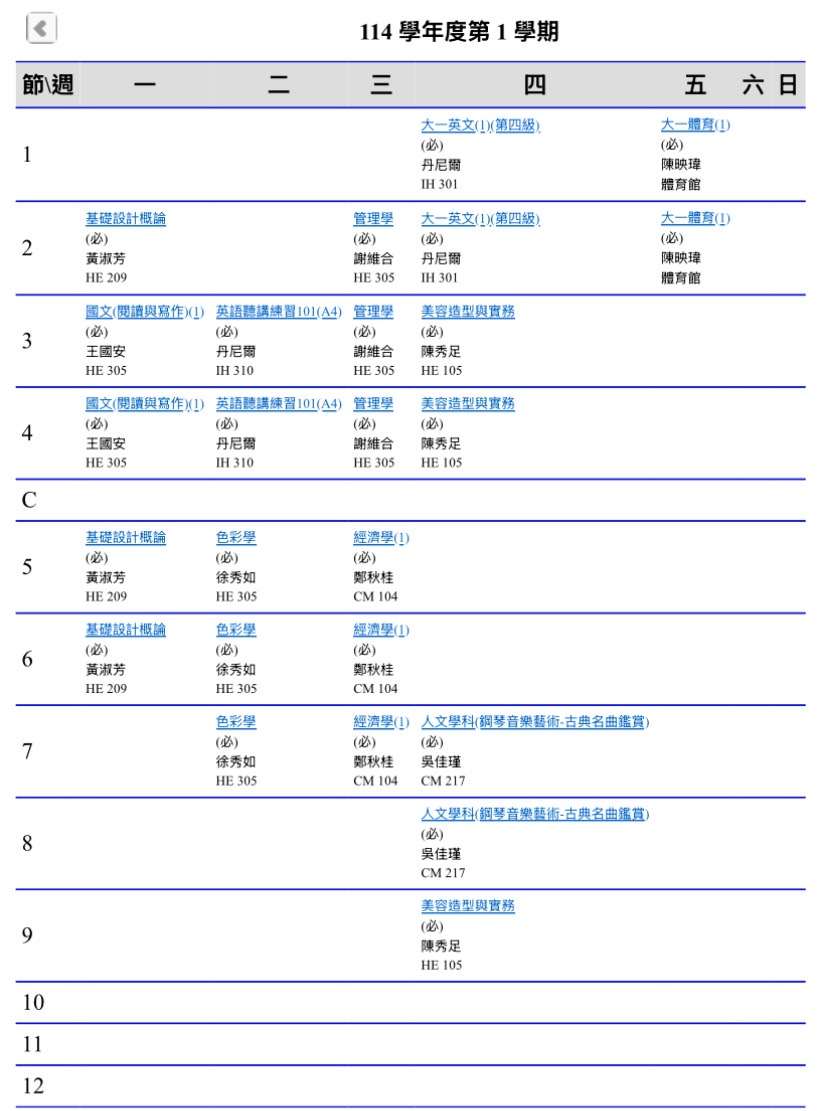 114 學年度第 1 學期
節\週 一 二 三 四 五 六 日
1
大一英文(1)(第四級)
(必)
丹尼爾
IH 301
大一體育(1)
(必)
陳映瑋
體育館
2
基礎設計概論
(必)
黃淑芳
HE 209
管理學
(必)
謝維合
HE 305
大一英文(1)(第四級)
(必)
丹尼爾
IH 301
大一體育(1)
(必)
陳映瑋
體育館
3
國文(閱讀與寫作)(1)
(必)
王國安
HE 305
英語聽講練習101(A4)
(必)
丹尼爾
IH 310
管理學
(必)
謝維合
HE 305
美容造型與實務
(必)
陳秀足
HE 105
4
國文(閱讀與寫作)(1)
(必)
王國安
HE 305
英語聽講練習101(A4)
(必)
丹尼爾
IH 310
管理學
(必)
謝維合
HE 305
美容造型與實務
(必)
陳秀足
HE 105
C
5
基礎設計概論
(必)
黃淑芳
HE 209
色彩學
(必)
徐秀如
HE 305
經濟學(1)
(必)
鄭秋桂
CM 104
6
基礎設計概論
(必)
黃淑芳
HE 209
色彩學
(必)
徐秀如
HE 305
經濟學(1)
(必)
鄭秋桂
CM 104
7
色彩學
(必)
徐秀如
HE 305
經濟學(1)
(必)
鄭秋桂
CM 104
人文學科(鋼琴音樂藝術-古典名曲鑑賞)
(必)
吳佳瑾
CM 217
8
人文學科(鋼琴音樂藝術-古典名曲鑑賞)
(必)
吳佳瑾
CM 217
9
美容造型與實務
(必)
陳秀足
HE 105
10
11
12